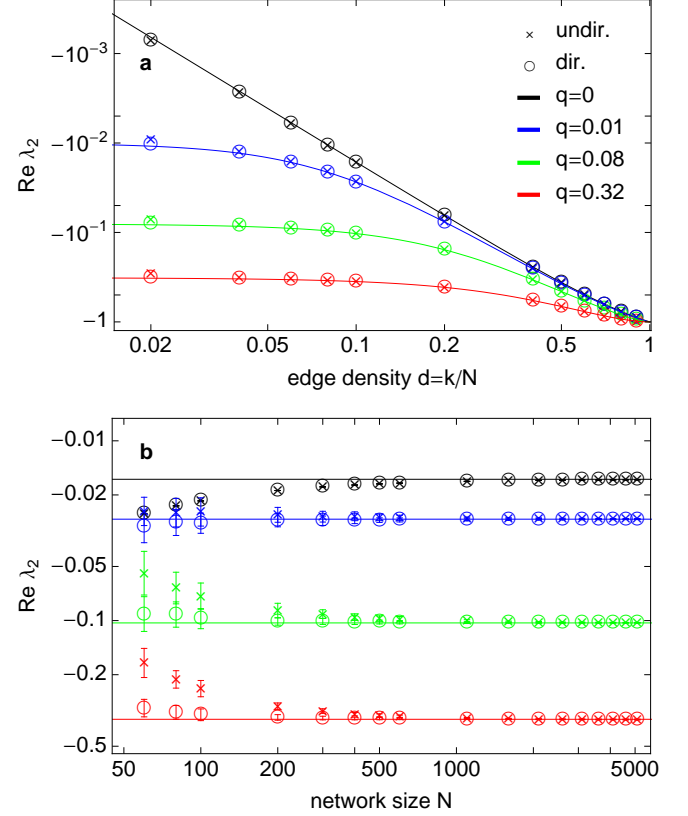 a
× undir.
○ dir.
q=0
q=0.01
q=0.08
q=0.32
Re λ2
−10−3
−10−2
−10−1
−1
0.02 0.05 0.1 0.2 0.5 1
edge density d=k/N
b
Re λ2
−0.01
−0.02
−0.05
−0.1
−0.2
−0.5
50 100 200 500 1000 5000
network size N